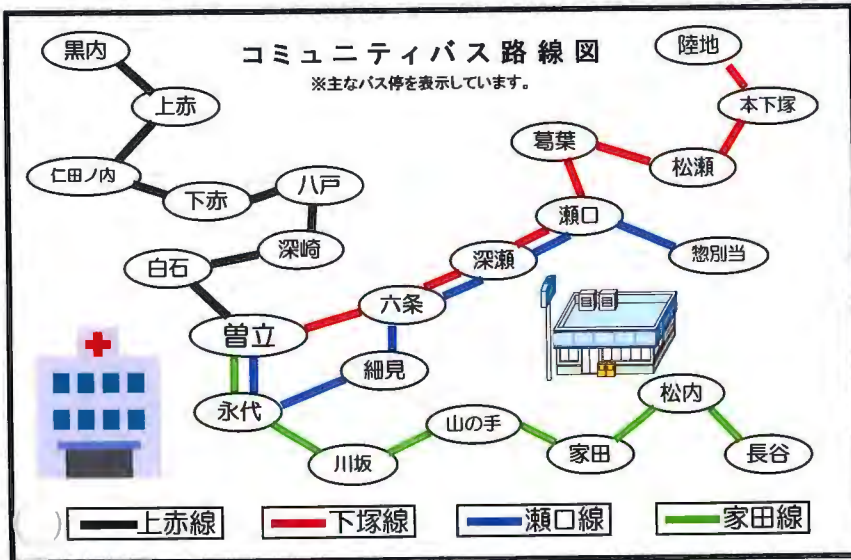 コミュニティバス路線図
※主なバス停を表示しています。
黒内
陸地
上赤
本下塚
葛葉
松瀬
仁田ノ内
下赤
八戸
瀬口
深崎
深瀬
惣別当
白石
六条
曽立
細見
永代
松内
山の手
川坂
家田
長谷
( )
上赤線
下塚線
瀬口線
家田線